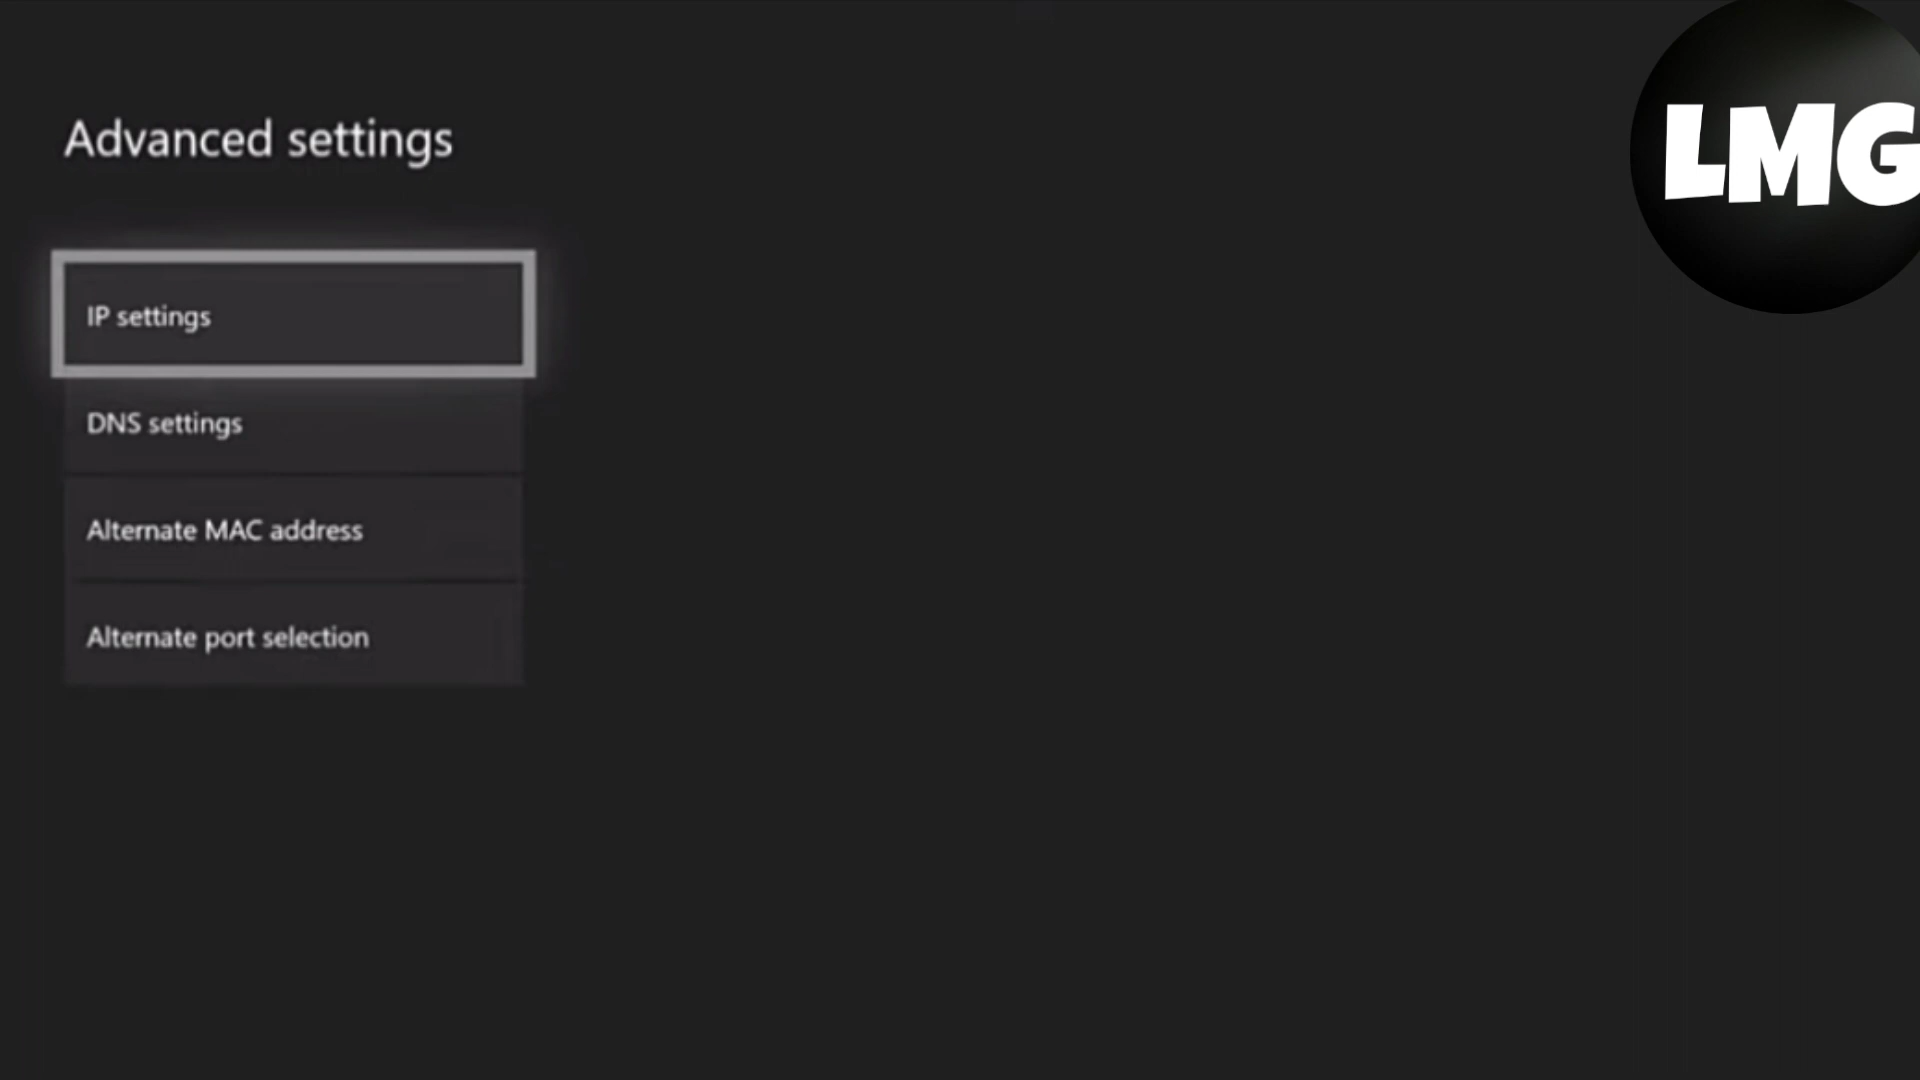 Advanced settings
LMG
IP settings
DNS settings
Alternate MAC address
Alternate port selection